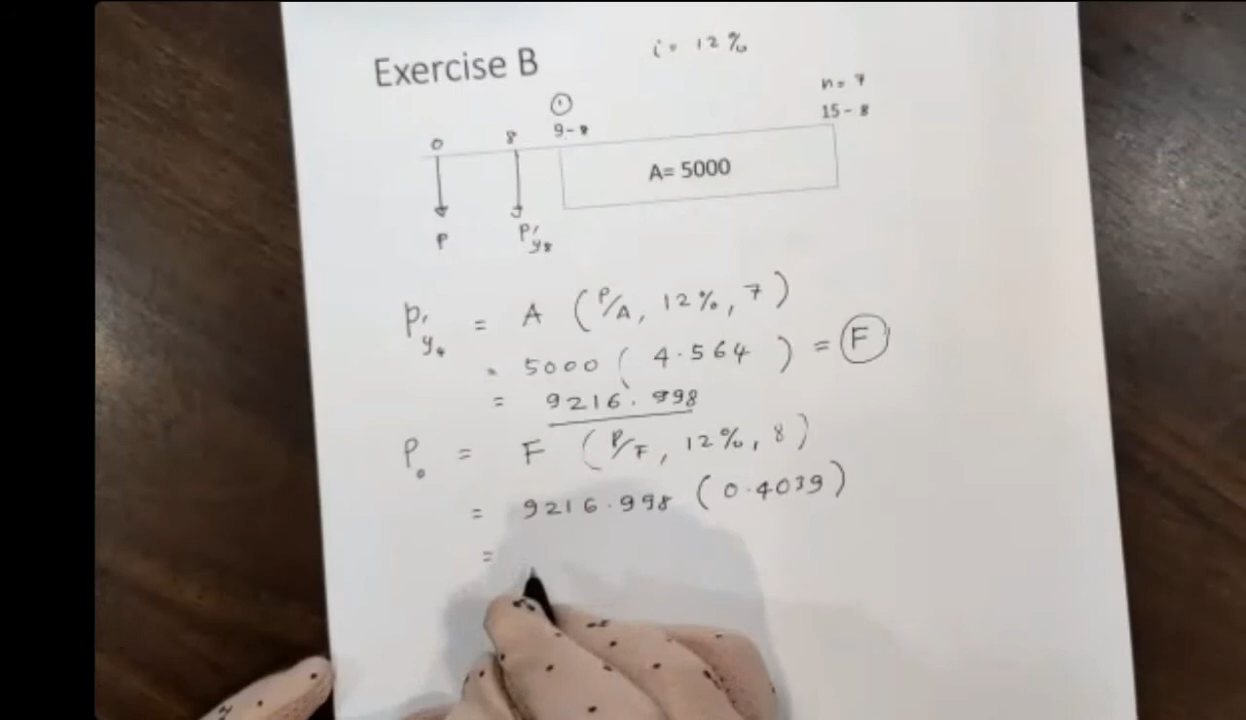 Exercise B
i = 12%
n = 7
①
0
8
9-8
15-8
A= 5000
P
P'y8
P'y8 = A (P/A, 12%, 7)
= 5000 ( 4.564 ) = F
= 9216.998
P0 = F (P/F, 12%, 8)
= 9216.998 (0.4039)
=